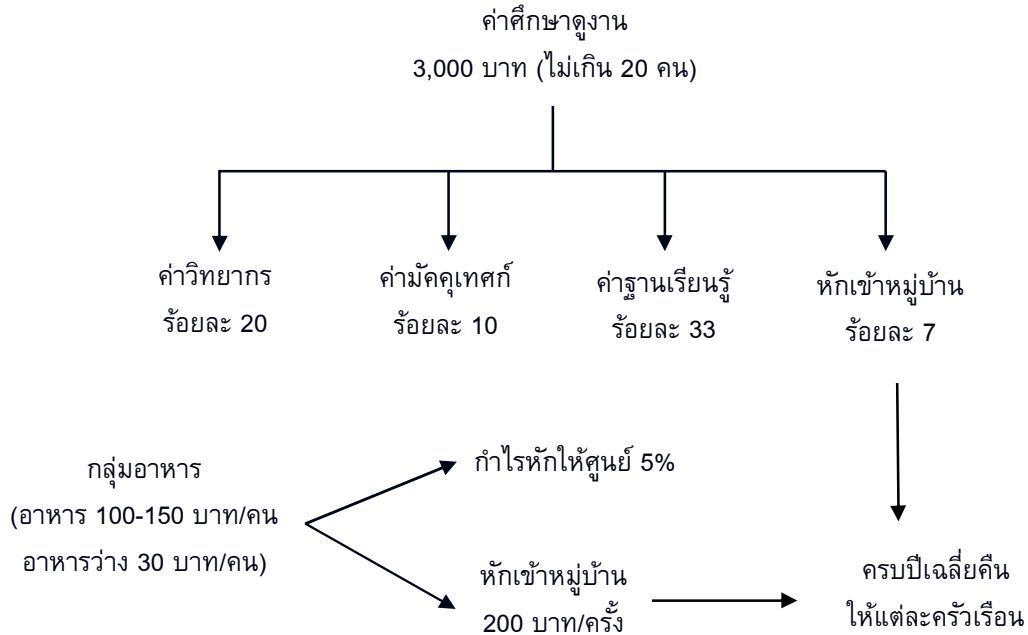 ค่าศึกษาดูงาน
3,000 บาท (ไม่เกิน 20 คน)
ค่าวิทยากร
ร้อยละ 20
ค่ามัคคุเทศก์
ร้อยละ 10
ค่าฐานเรียนรู้
ร้อยละ 33
หักเข้าหมู่บ้าน
ร้อยละ 7
กลุ่มอาหาร
(อาหาร 100-150 บาท/คน
อาหารว่าง 30 บาท/คน)
กำไรหักให้ศูนย์ 5%
หักเข้าหมู่บ้าน
200 บาท/ครั้ง
ครบปีเฉลี่ยคืน
ให้แต่ละครัวเรือน